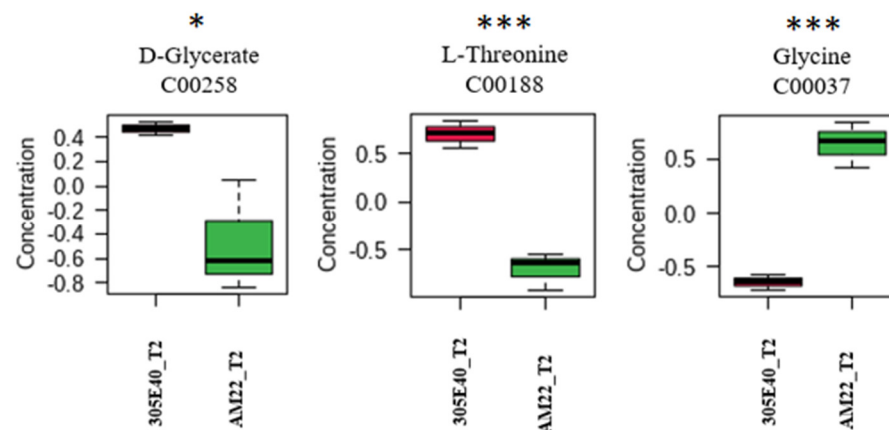 *
D-Glycerate
C00258
Concentration
0.4
0.2
0.0
-0.2
-0.4
-0.6
-0.8
305E40_T2
AM22_T2
***
L-Threonine
C00188
Concentration
0.5
0.0
-0.5
305E40_T2
AM22_T2
***
Glycine
C00037
Concentration
0.5
0.0
-0.5
305E40_T2
AM22_T2